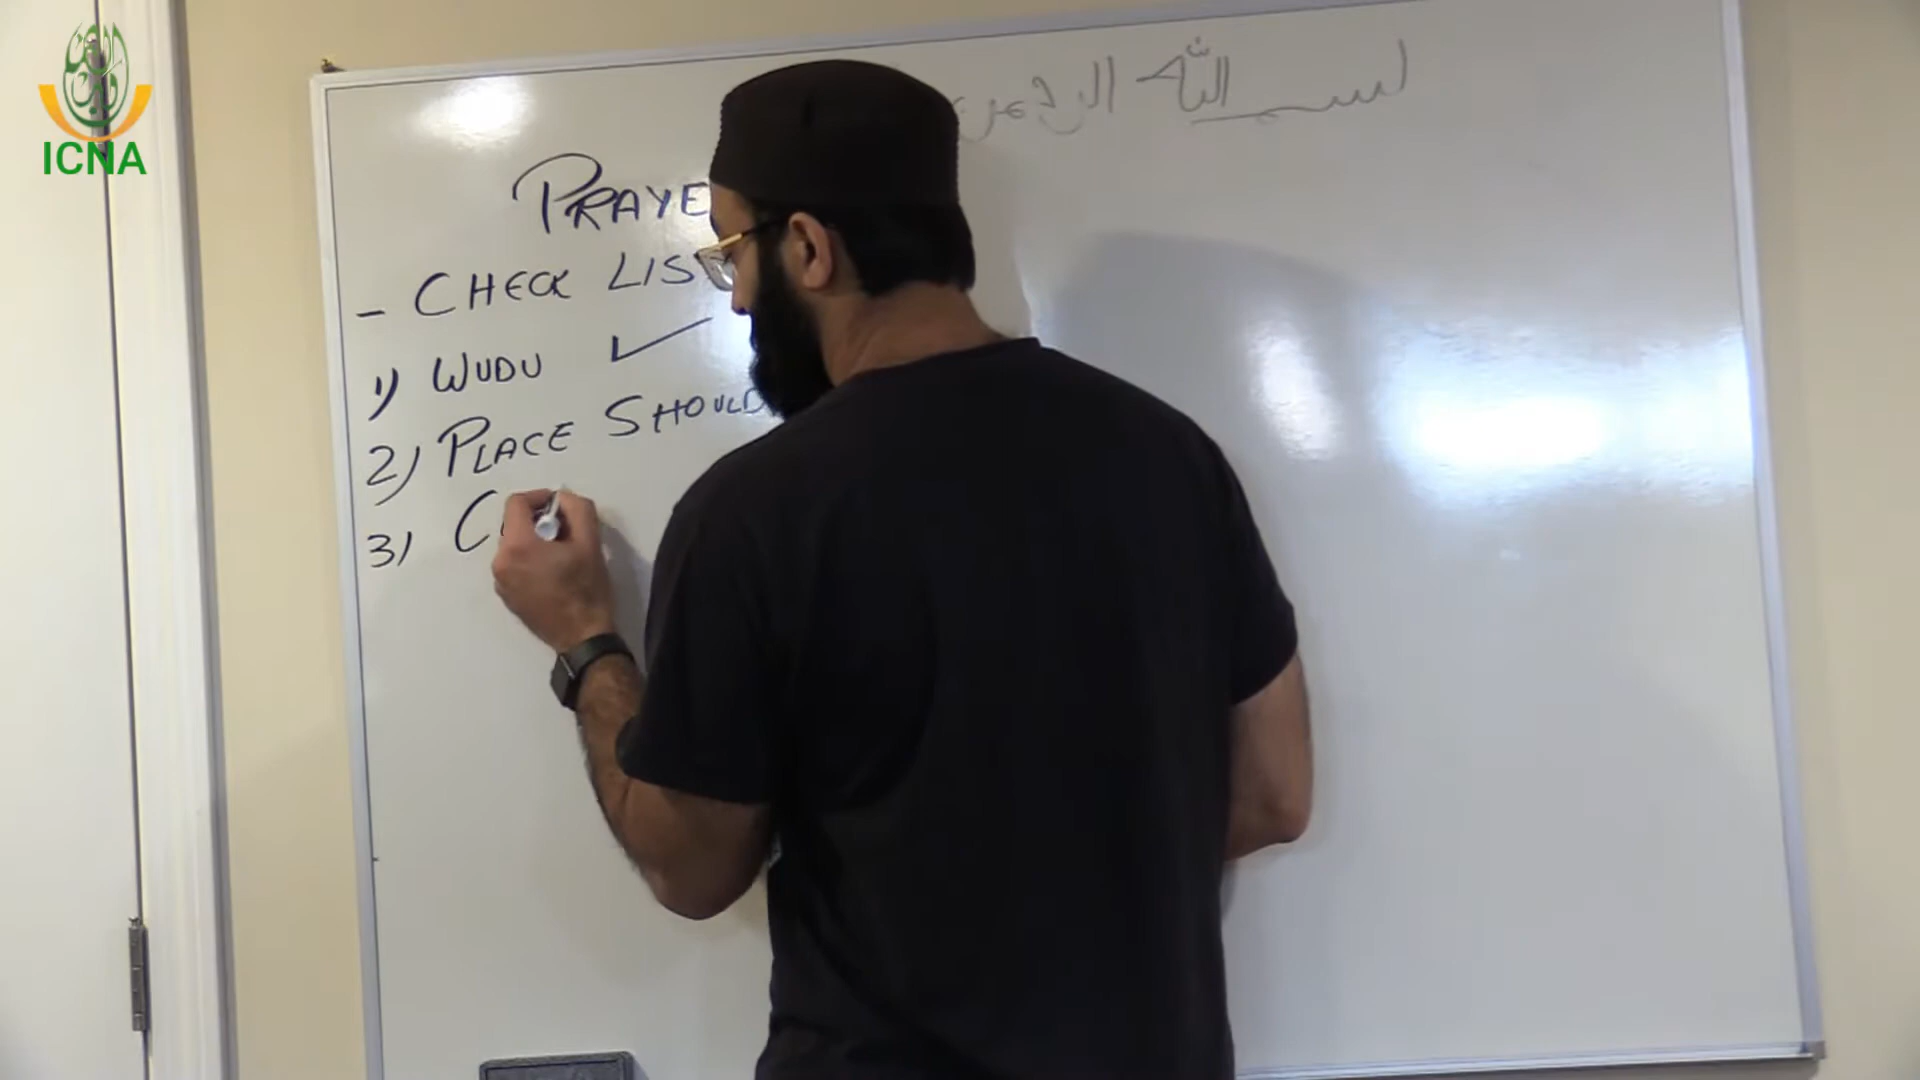 ICNA
بسم الله الرحمن
PRAYE
- CHECK LIS
1) WUDU ✓
2) PLACE SHOULD
3) C